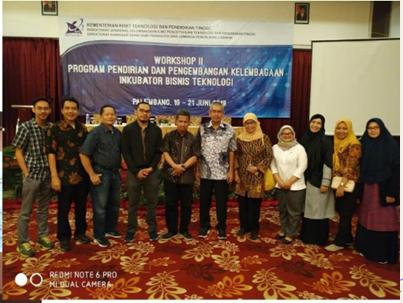 KEMENTERIAN RISET TEKNOLOGI DAN PENDIDIKAN TINGGI
WORKSHOP II
PROGRAM PENDIRIAN DAN PENGEMBANGAN KELEMBAGAAN
INKUBATOR BISNIS TEKNOLOGI
PALEMBANG, 19 - 21 JUNI
REDMI NOTE 6 PRO
MI DUAL CAMERA